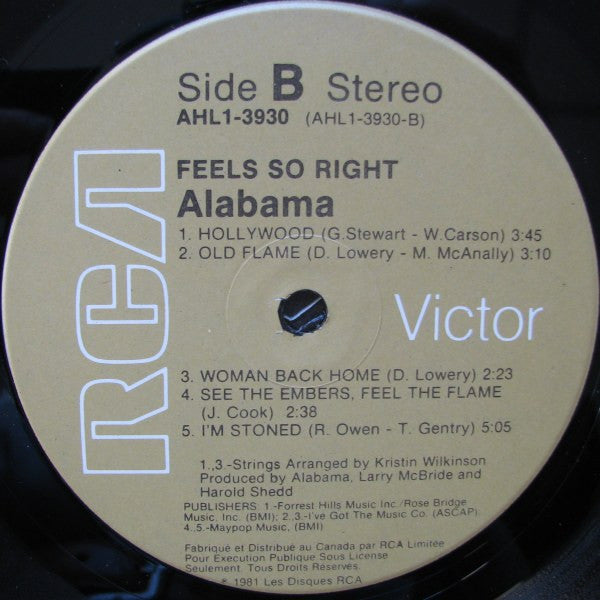 Side B Stereo
AHL1-3930 (AHL1-3930-B)
FEELS SO RIGHT
Alabama
1. HOLLYWOOD (G.Stewart - W.Carson) 3:45
2. OLD FLAME (D. Lowery - M. McAnally) 3:10
RCA
Victor
3. WOMAN BACK HOME (D. Lowery) 2:23
4. SEE THE EMBERS, FEEL THE FLAME
(J. Cook) 2:38
5. I'M STONED (R. Owen - T. Gentry) 5:05
1.,3.-Strings Arranged by Kristin Wilkinson
Produced by Alabama, Larry McBride and
Harold Shedd
PUBLISHERS: 1.-Forrest Hills Music Inc./Rose Bridge
Music, Inc. (BMI); 2.,3.-I've Got The Music Co. (ASCAP);
4.,5.-Maypop Music, (BMI)
Fabriqué et Distribué au Canada par RCA Limitée
Pour Execution Publique Sous License
Seulement. Tous Droits Réservés.
* 1981 Les Disques RCA